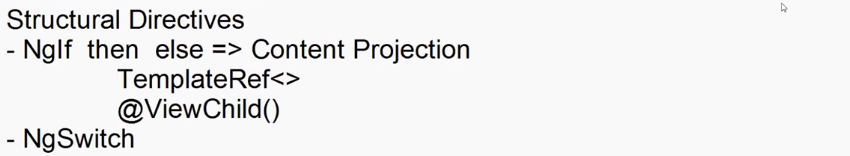 Structural Directives
- NgIf then else => Content Projection
TemplateRef<>
@ViewChild()
- NgSwitch